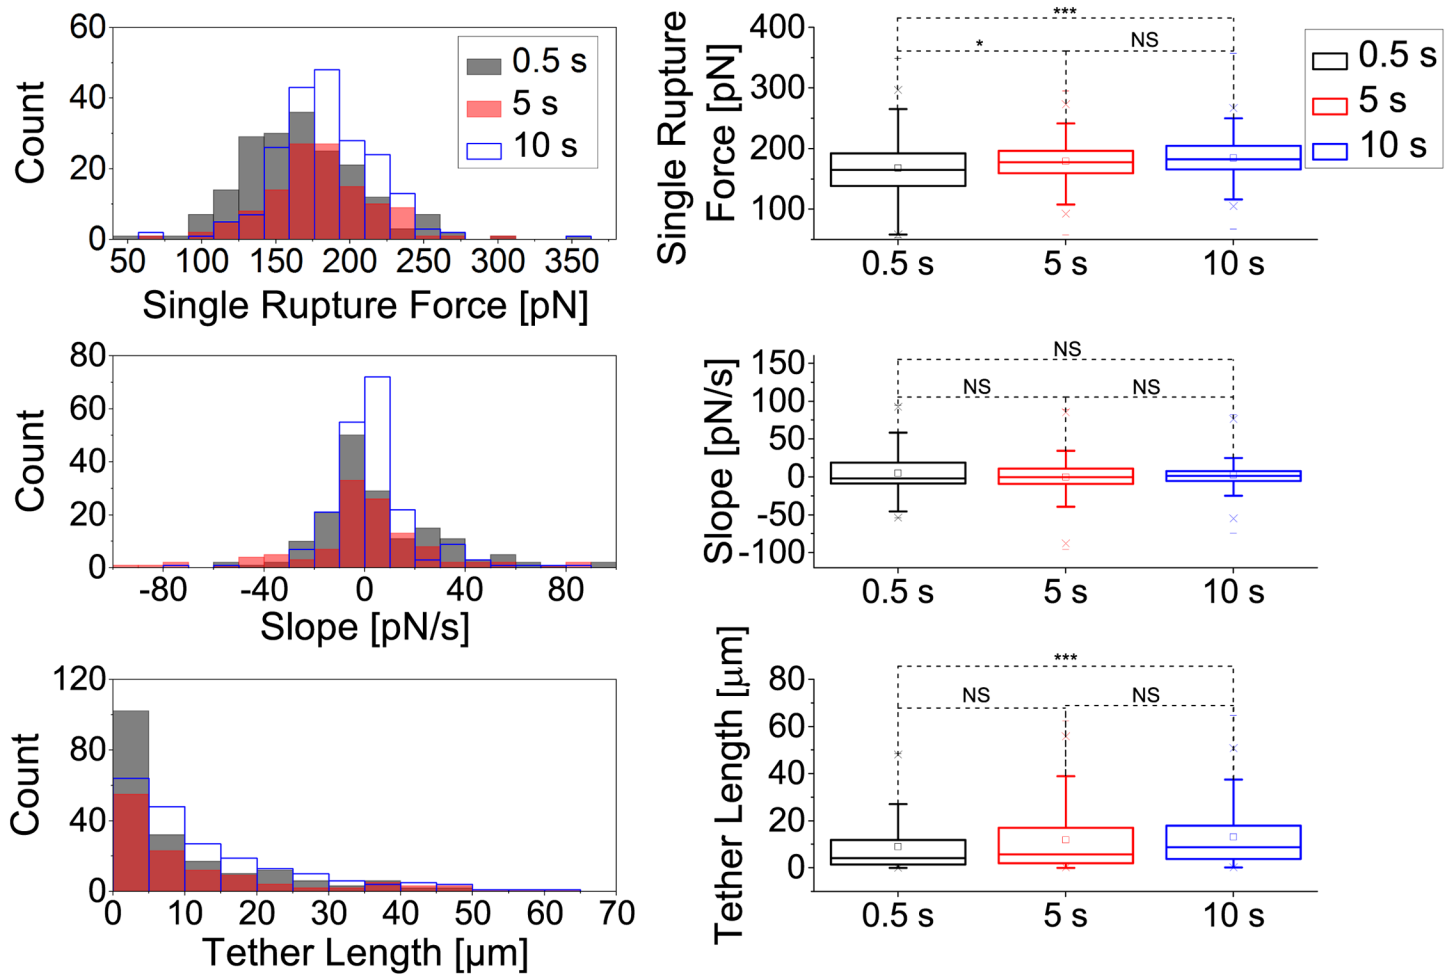 60
40
20
0
Count
0.5 s
5 s
10 s
50 100 150 200 250 300 350
Single Rupture Force [pN]
Single Rupture
Force [pN]
400
300
200
100
***
*
NS
0.5 s
5 s
10 s
0.5 s 5 s 10 s
80
60
40
20
0
Count
-80 -40 0 40 80
Slope [pN/s]
Slope [pN/s]
150
100
50
0
-50
-100
NS
NS
NS
0.5 s 5 s 10 s
120
80
40
0
Count
0 10 20 30 40 50 60 70
Tether Length [µm]
Tether Length [µm]
80
60
40
20
0
***
NS
NS
0.5 s 5 s 10 s